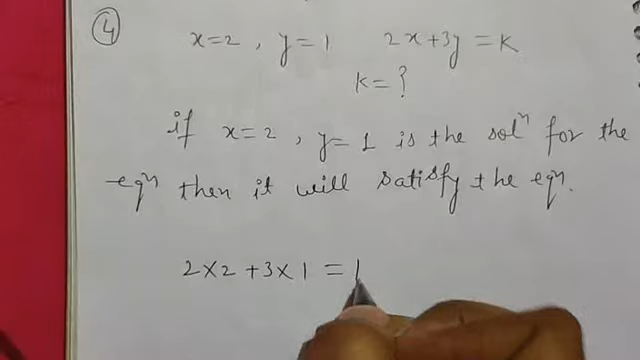 4 x=2 , y=1 2x+3y=k
k=?
if x=2 , y=1 is the solⁿ for the
eqⁿ then it will satisfy the eqⁿ.
2×2+3×1=